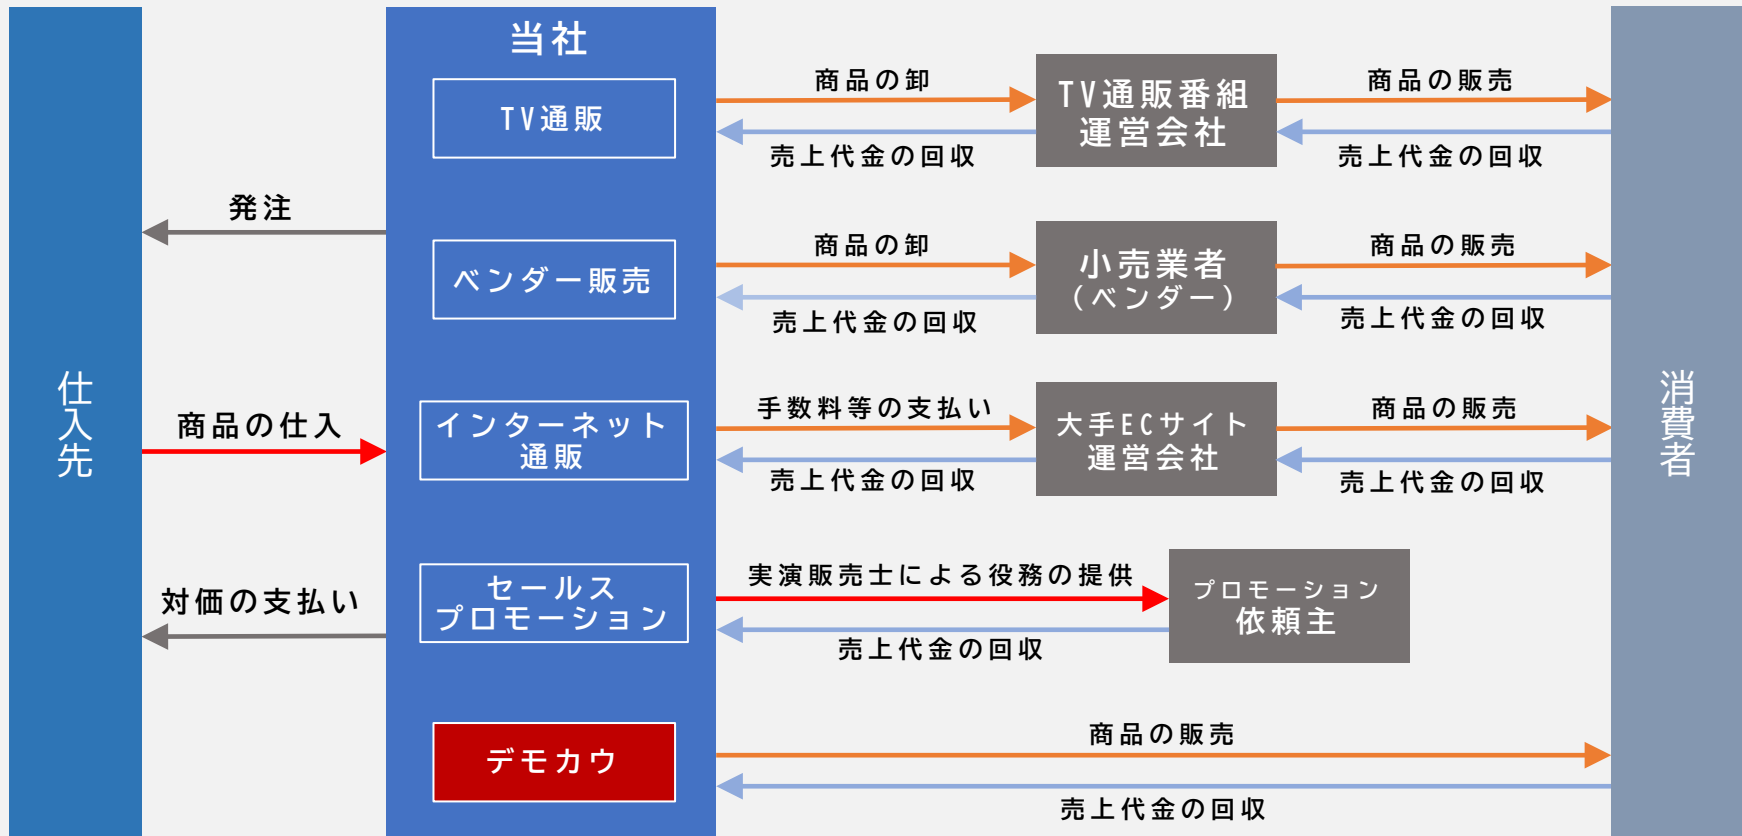 当社
仕入先
消費者
発注
商品の仕入
対価の支払い
TV通販
商品の卸
売上代金の回収
TV通販番組
運営会社
商品の販売
売上代金の回収
ベンダー販売
商品の卸
売上代金の回収
小売業者
(ベンダー)
商品の販売
売上代金の回収
インターネット
通販
手数料等の支払い
売上代金の回収
大手ECサイト
運営会社
商品の販売
売上代金の回収
セールス
プロモーション
実演販売士による役務の提供
売上代金の回収
プロモーション
依頼主
デモカウ
商品の販売
売上代金の回収